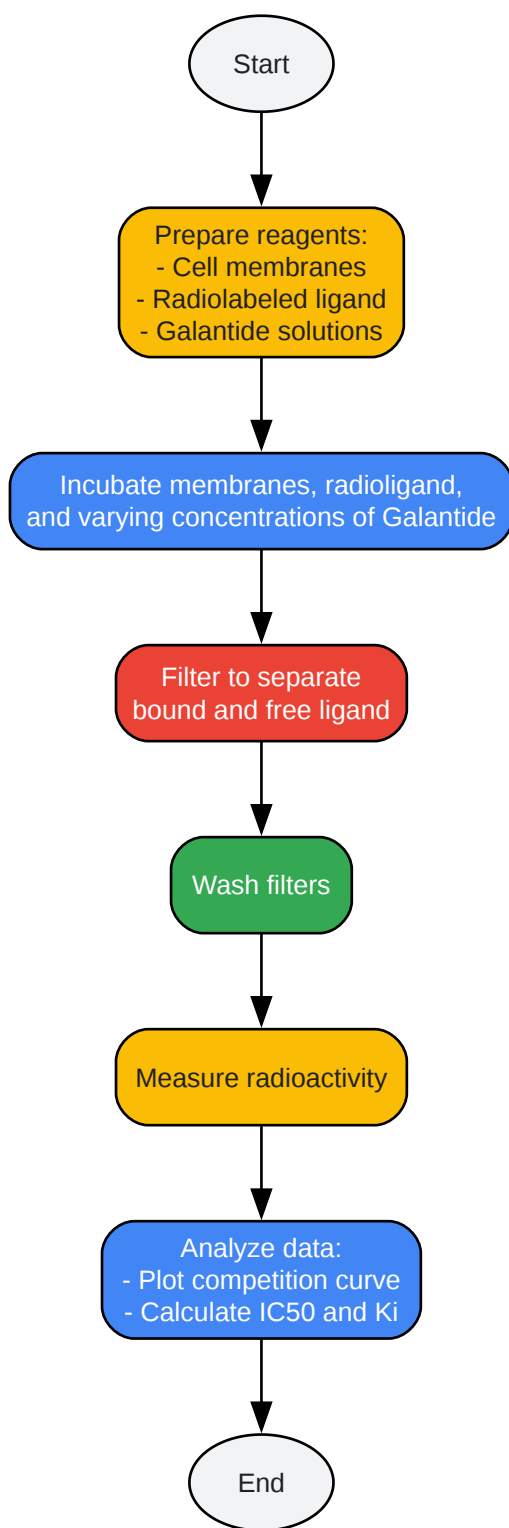 Start
Prepare reagents:
- Cell membranes
- Radiolabeled ligand
- Galantide solutions
Incubate membranes, radioligand,
and varying concentrations of Galantide
Filter to separate
bound and free ligand
Wash filters
Measure radioactivity
Analyze data:
- Plot competition curve
- Calculate IC50 and Ki
End